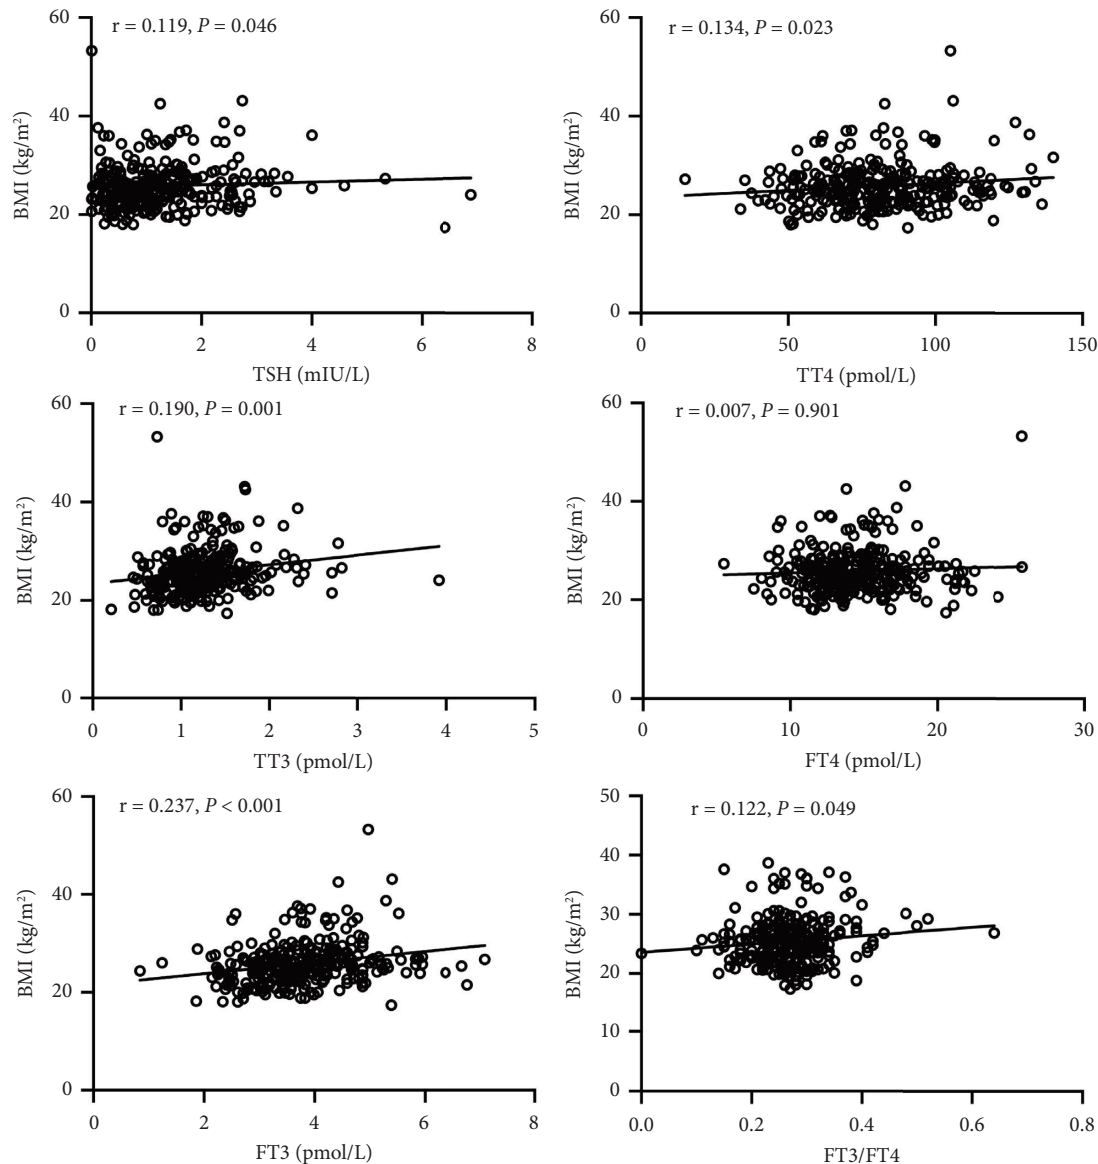 r = 0.119, P = 0.046
BMI (kg/m²)
60
40
20
0
0 2 4 6 8
TSH (mIU/L)
r = 0.134, P = 0.023
BMI (kg/m²)
60
40
20
0
0 50 100 150
TT4 (pmol/L)
r = 0.190, P = 0.001
BMI (kg/m²)
60
40
20
0
0 1 2 3 4 5
TT3 (pmol/L)
r = 0.007, P = 0.901
BMI (kg/m²)
60
40
20
0
0 10 20 30
FT4 (pmol/L)
r = 0.237, P < 0.001
BMI (kg/m²)
60
40
20
0
0 2 4 6 8
FT3 (pmol/L)
r = 0.122, P = 0.049
BMI (kg/m²)
50
40
30
20
10
0
0.0 0.2 0.4 0.6 0.8
FT3/FT4